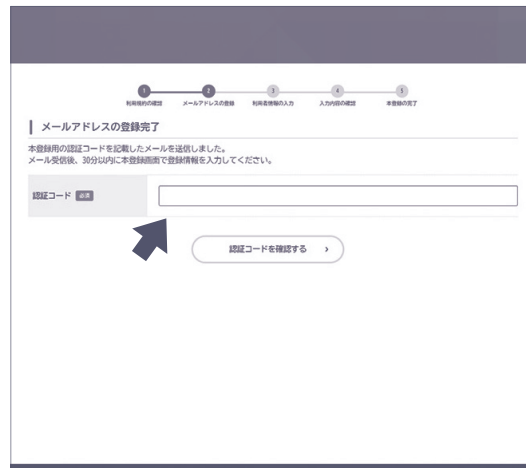 1 2 3 4 5
利用規約の確認 メールアドレスの登録 利用者情報の入力 入力内容の確認 本登録の完了
メールアドレスの登録完了
本登録用の認証コードを記載したメールを送信しました。
メール受信後、30分以内に本登録画面で登録情報を入力してください。
認証コード 必須
認証コードを確認する ›